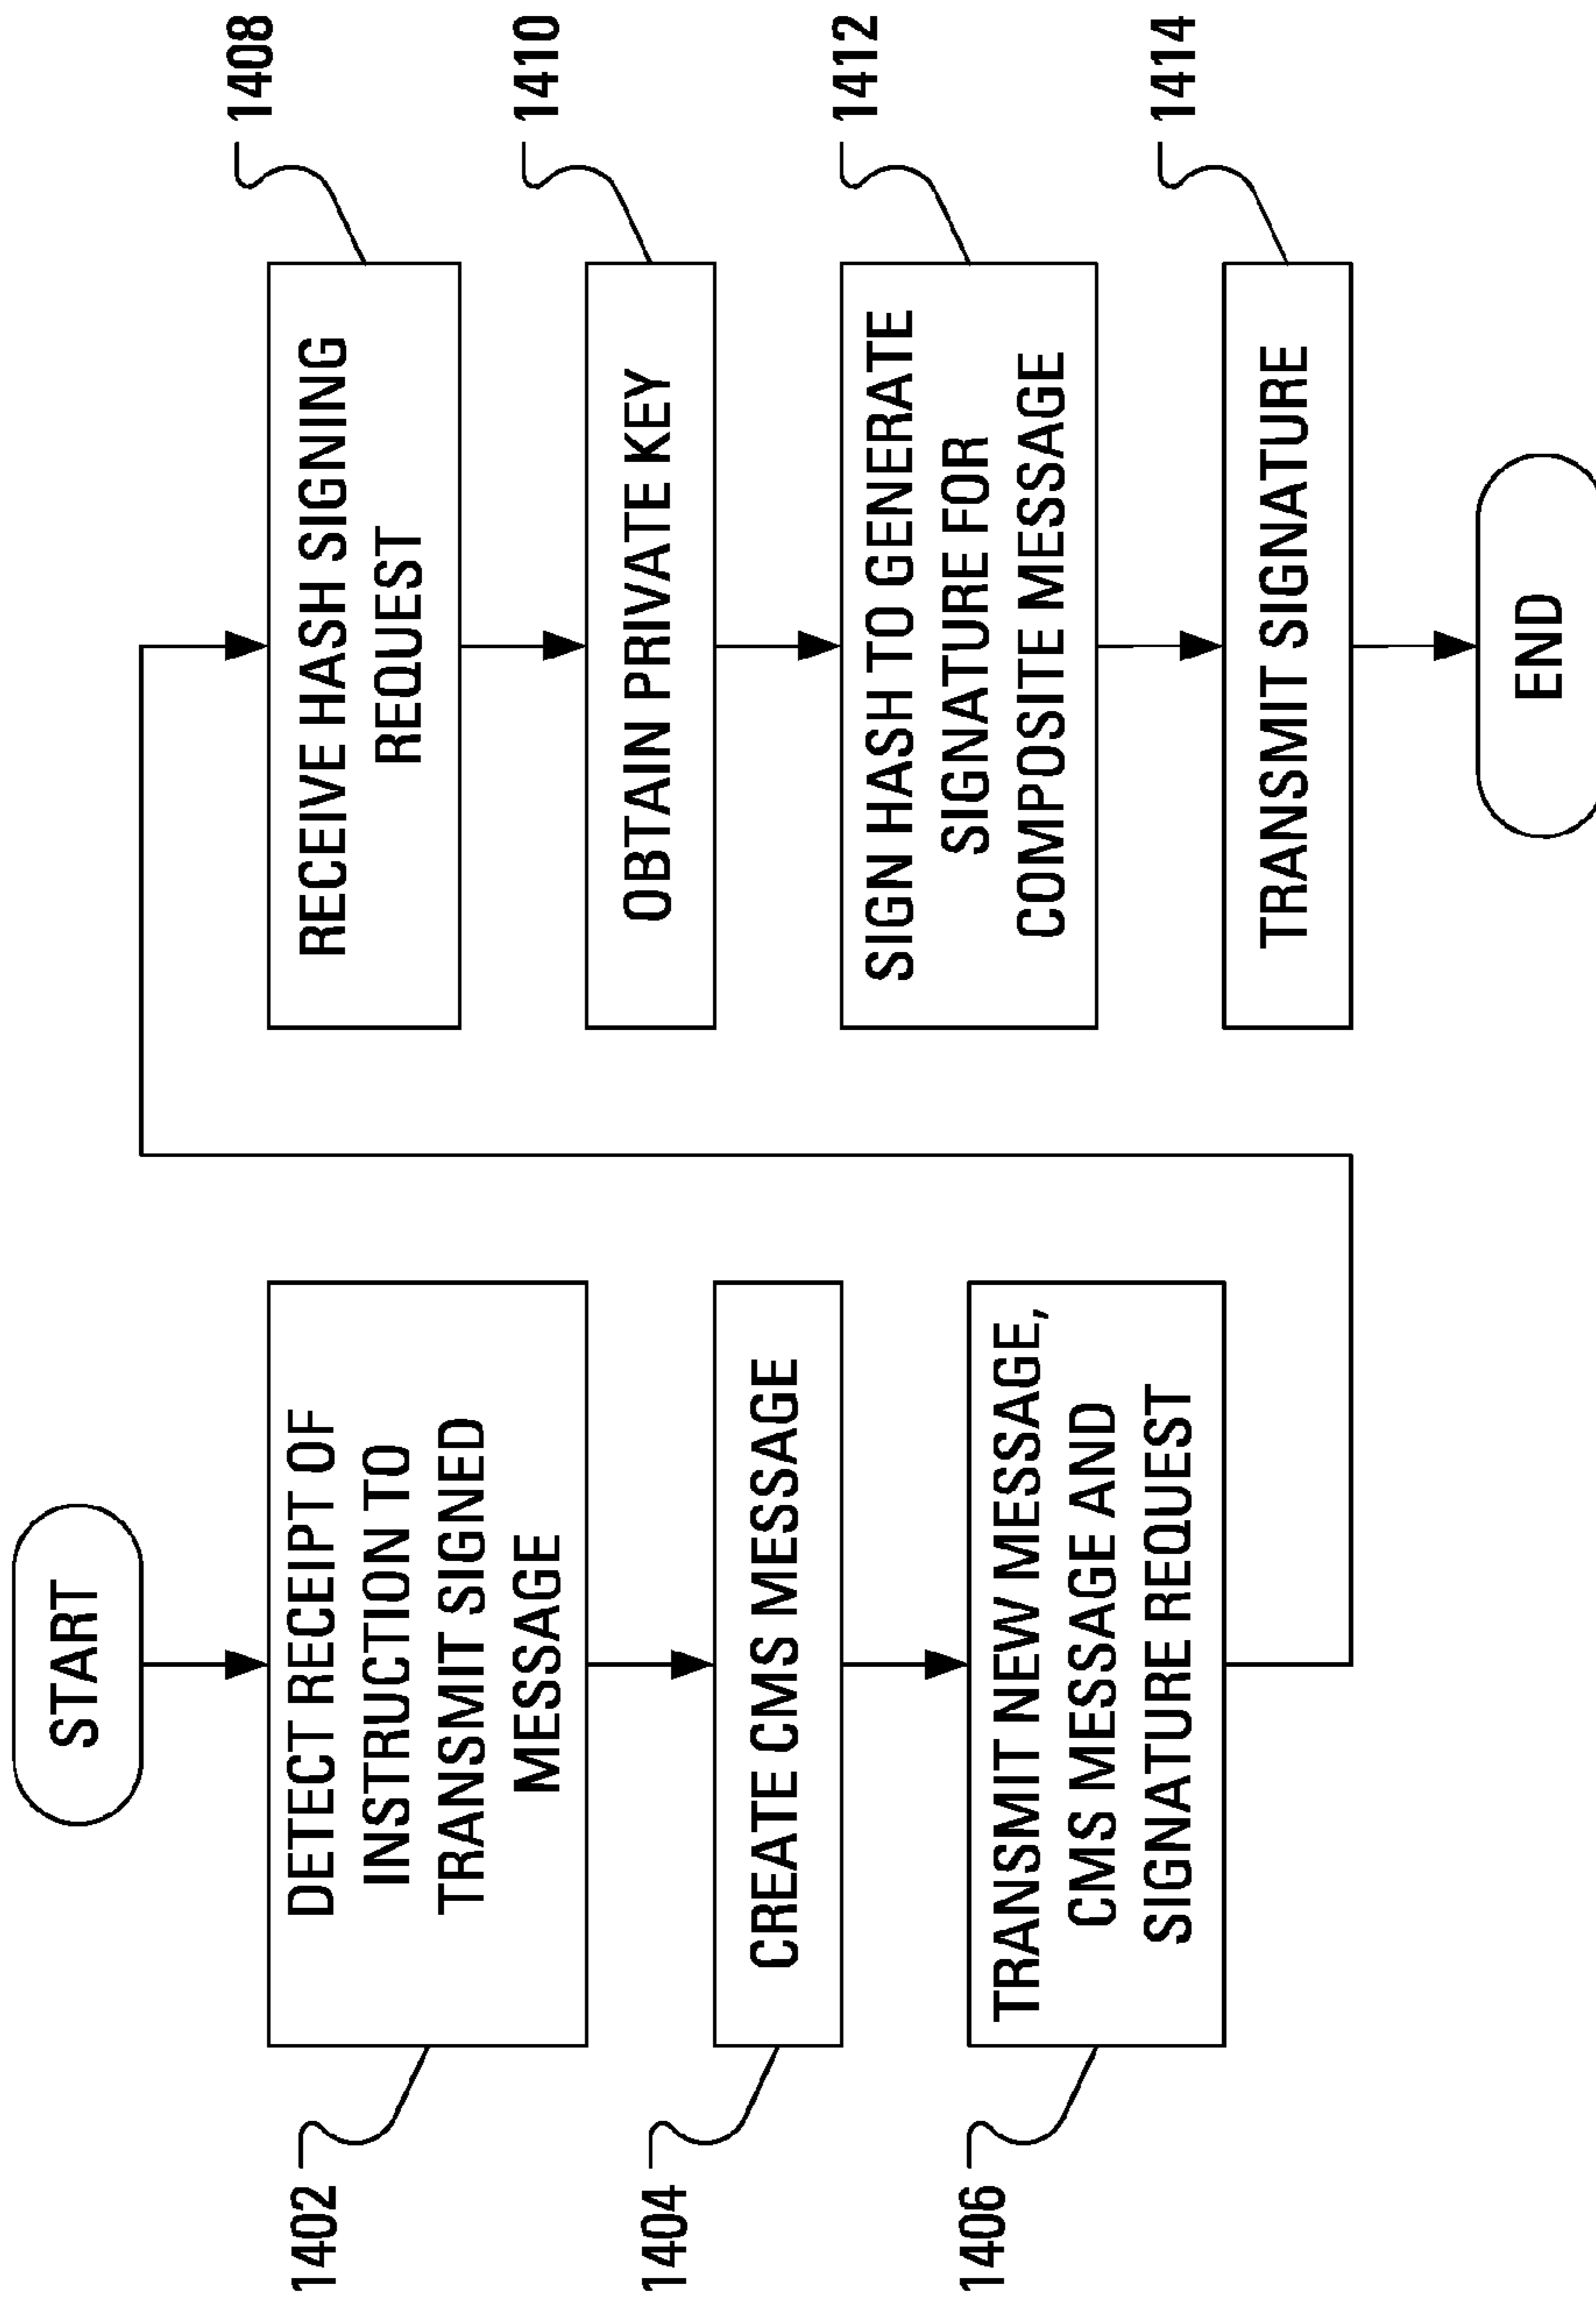 START
1402
DETECT RECEIPT OF
INSTRUCTION TO
TRANSMIT SIGNED
MESSAGE
1404
CREATE CMS MESSAGE
1406
TRANSMIT NEW MESSAGE,
CMS MESSAGE AND
SIGNATURE REQUEST
RECEIVE HASH SIGNING
REQUEST
1408
OBTAIN PRIVATE KEY
1410
SIGN HASH TO GENERATE
SIGNATURE FOR
COMPOSITE MESSAGE
1412
TRANSMIT SIGNATURE
1414
END